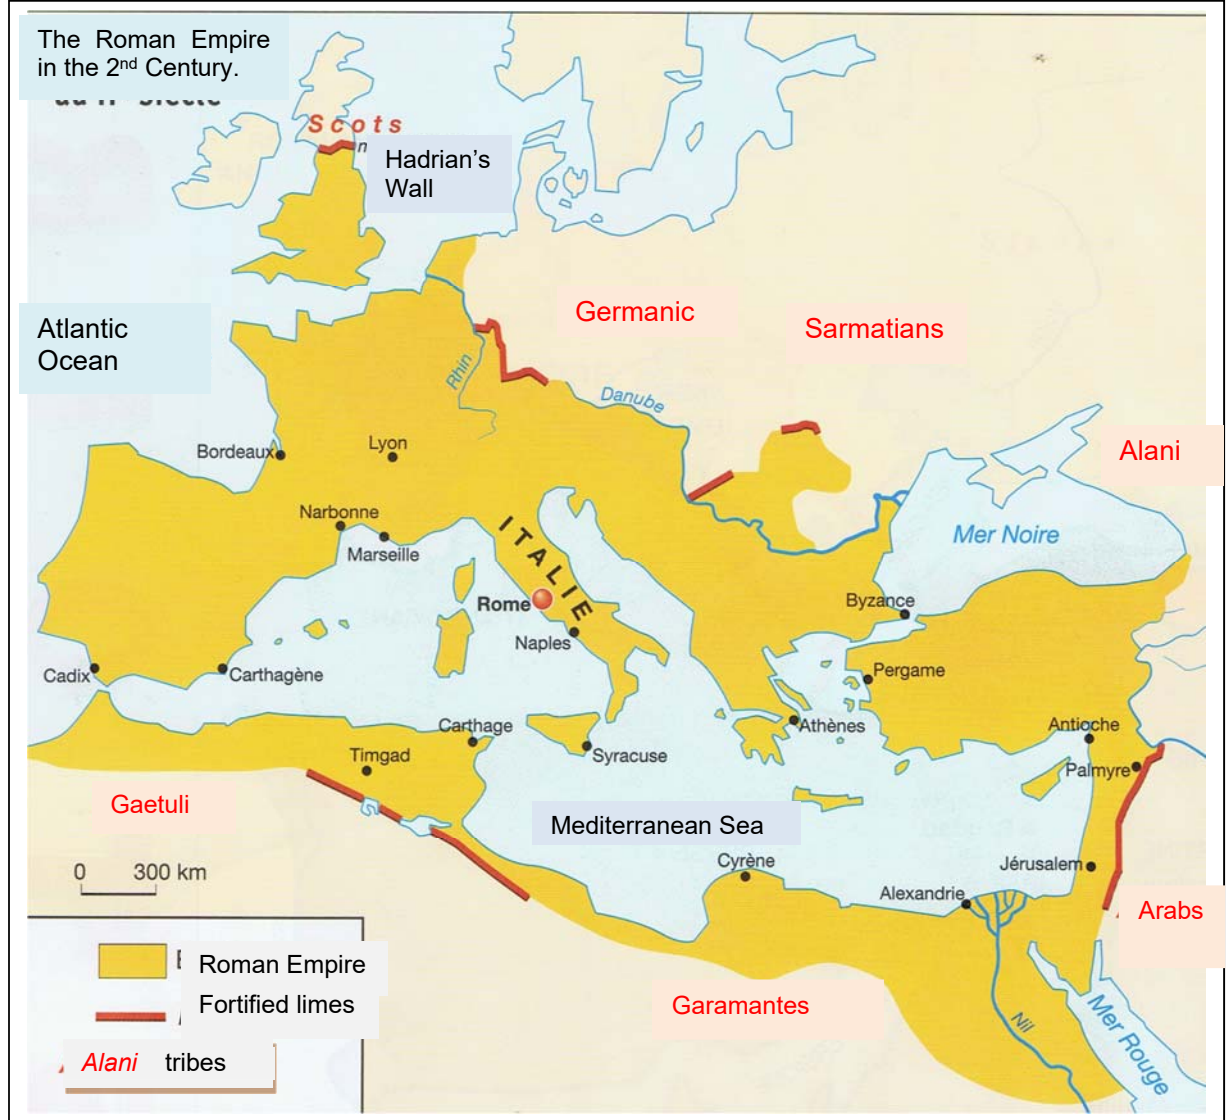 The Roman Empire
in the 2nd Century.
Scots
Hadrian's
Wall
Germanic
Sarmatians
Atlantic
Ocean
Rhin
Danube
Bordeaux
Lyon
Alani
Narbonne
Marseille
ITALIE
Mer Noire
Rome
Naples
Byzance
Cadix
Carthagène
Pergame
Carthage
Athènes
Antioche
Timgad
Syracuse
Palmyre
Gaetuli
Mediterranean Sea
Cyrène
Jérusalem
0 300 km
Alexandrie
Arabs
Roman Empire
Fortified limes
Garamantes
Nil
Mer Rouge
Alani tribes